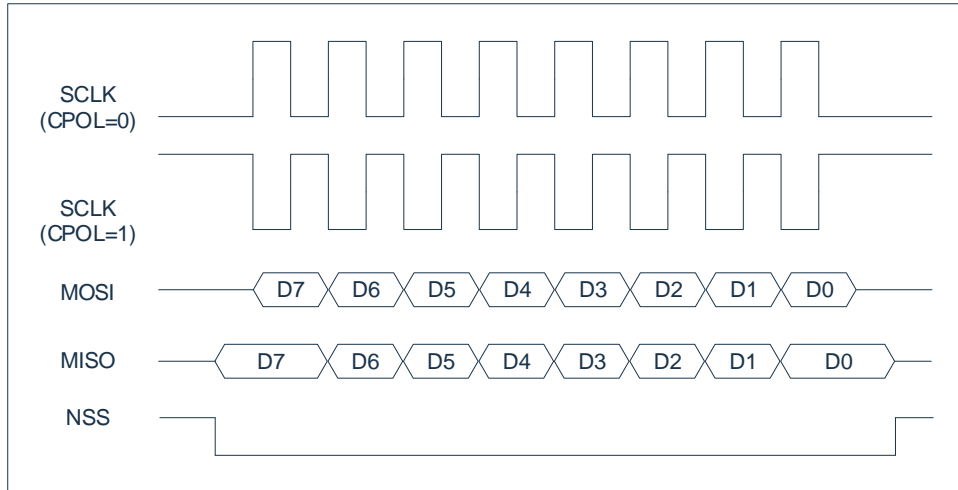 SCLK
(CPOL=0)
SCLK
(CPOL=1)
MOSI D7 D6 D5 D4 D3 D2 D1 D0
MISO D7 D6 D5 D4 D3 D2 D1 D0
NSS